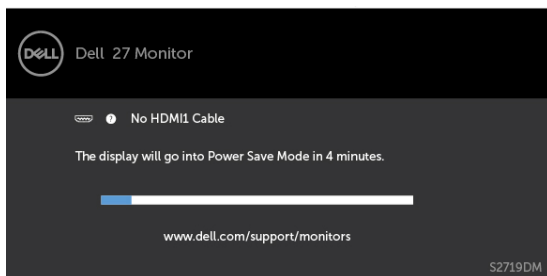 DELL
Dell 27 Monitor
? No HDMI1 Cable
The display will go into Power Save Mode in 4 minutes.
www.dell.com/support/monitors
S2719DM